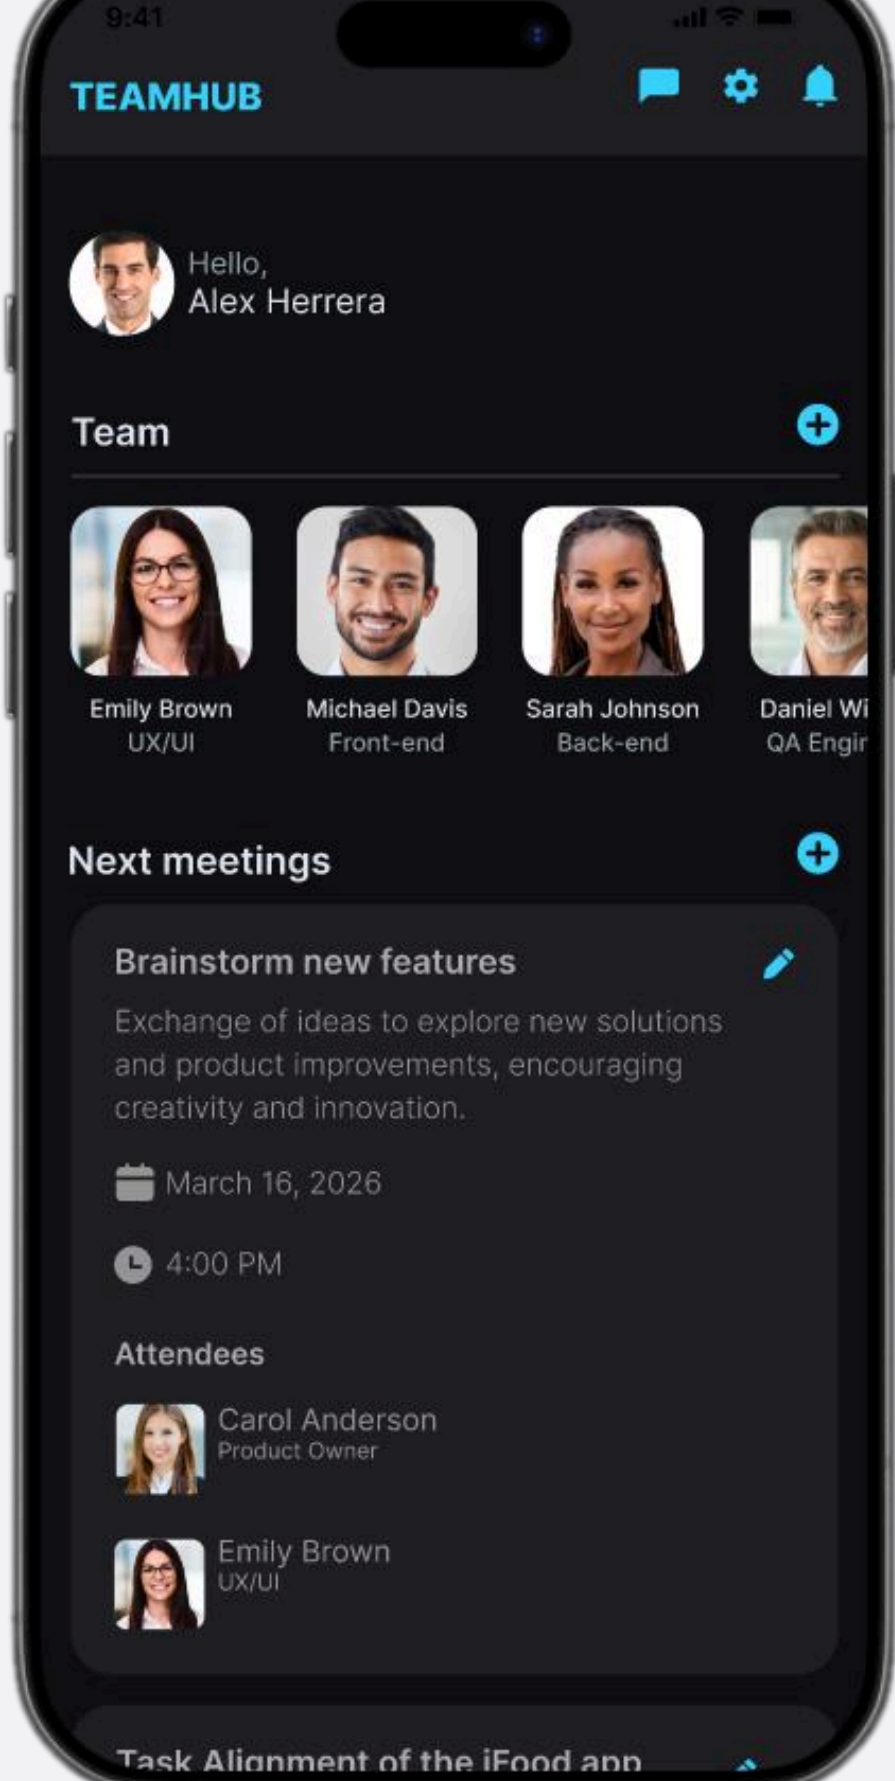 9:41
TEAMHUB
Hello,
Alex Herrera
Team
Emily Brown
UX/UI
Michael Davis
Front-end
Sarah Johnson
Back-end
Daniel Wi
QA Engin
Next meetings
Brainstorm new features
Exchange of ideas to explore new solutions
and product improvements, encouraging
creativity and innovation.
March 16, 2026
4:00 PM
Attendees
Carol Anderson
Product Owner
Emily Brown
UX/UI
Task Alignment of the iFood app